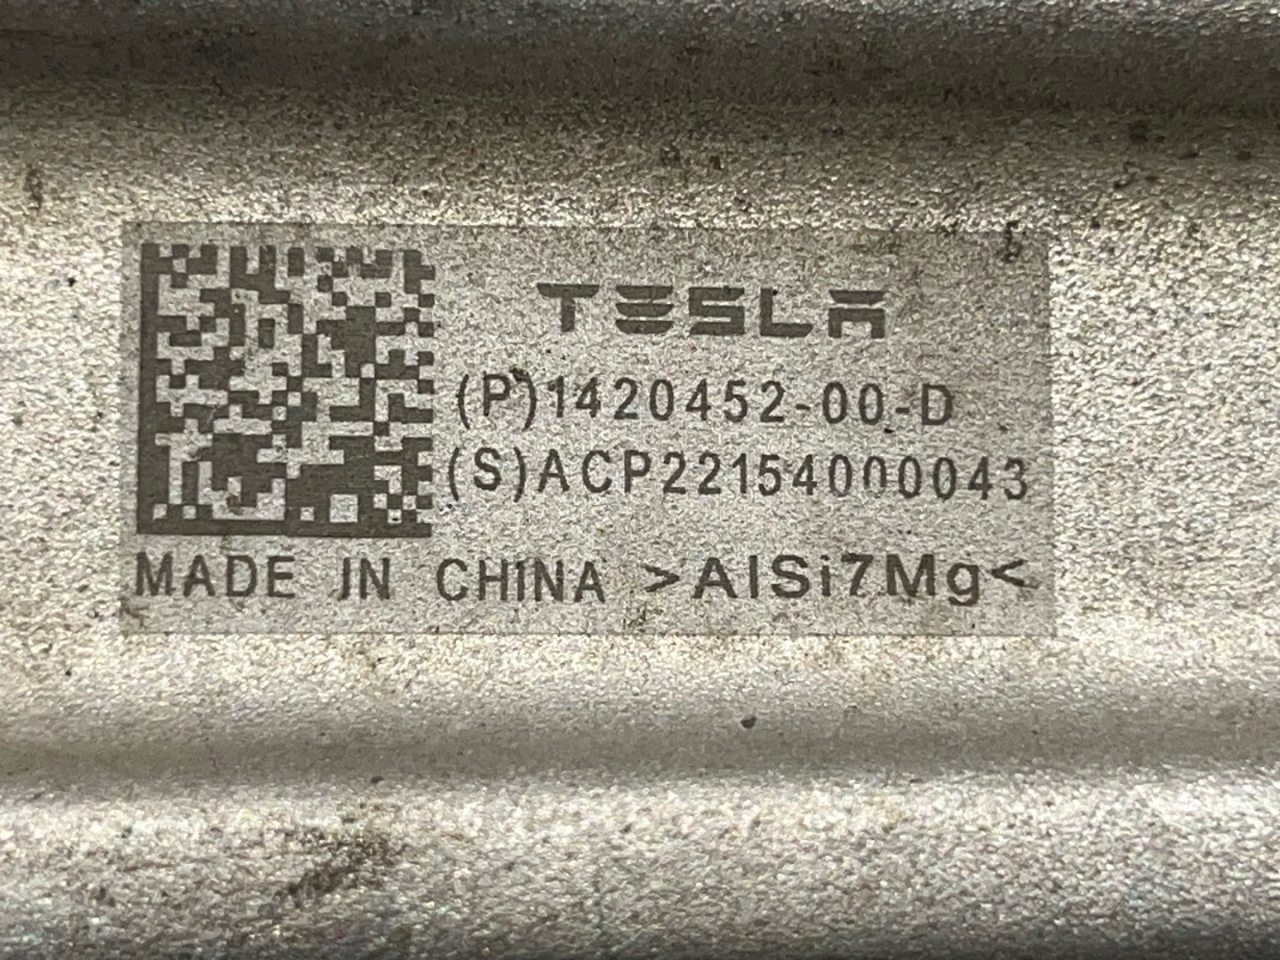 TESLA
(P)1420452-00-D
(S)ACP22154000043
MADE IN CHINA >AlSi7Mg<